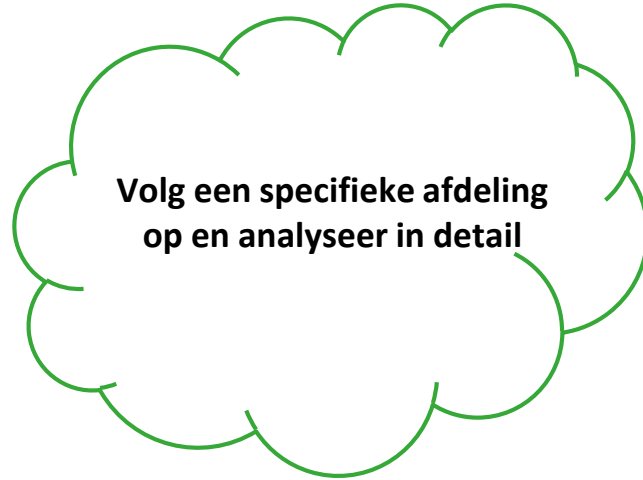 Volg een specifieke afdeling
op en analyseer in detail